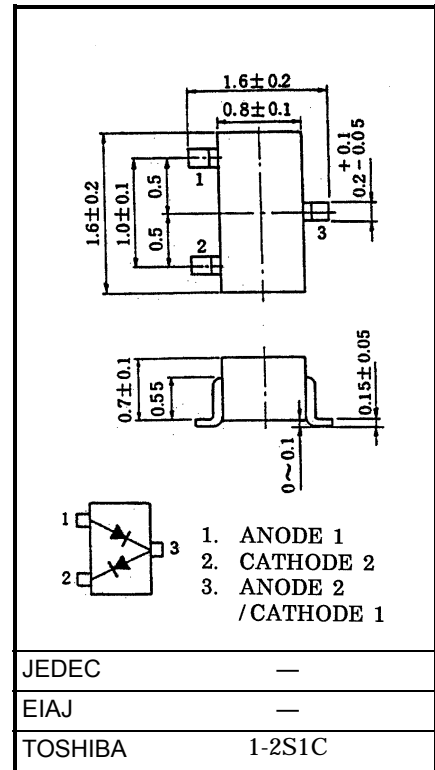 1.6±0.2
0.8±0.1
+0.1
0.2-0.05
1
1.6±0.2
1.0±0.1
0.5
0.5
2
3
0.7±0.1
0.55
0.15±0.05
0~0.1
1
2
3
1. ANODE 1
2. CATHODE 2
3. ANODE 2
/CATHODE 1
JEDEC —
EIAJ —
TOSHIBA 1-2S1C